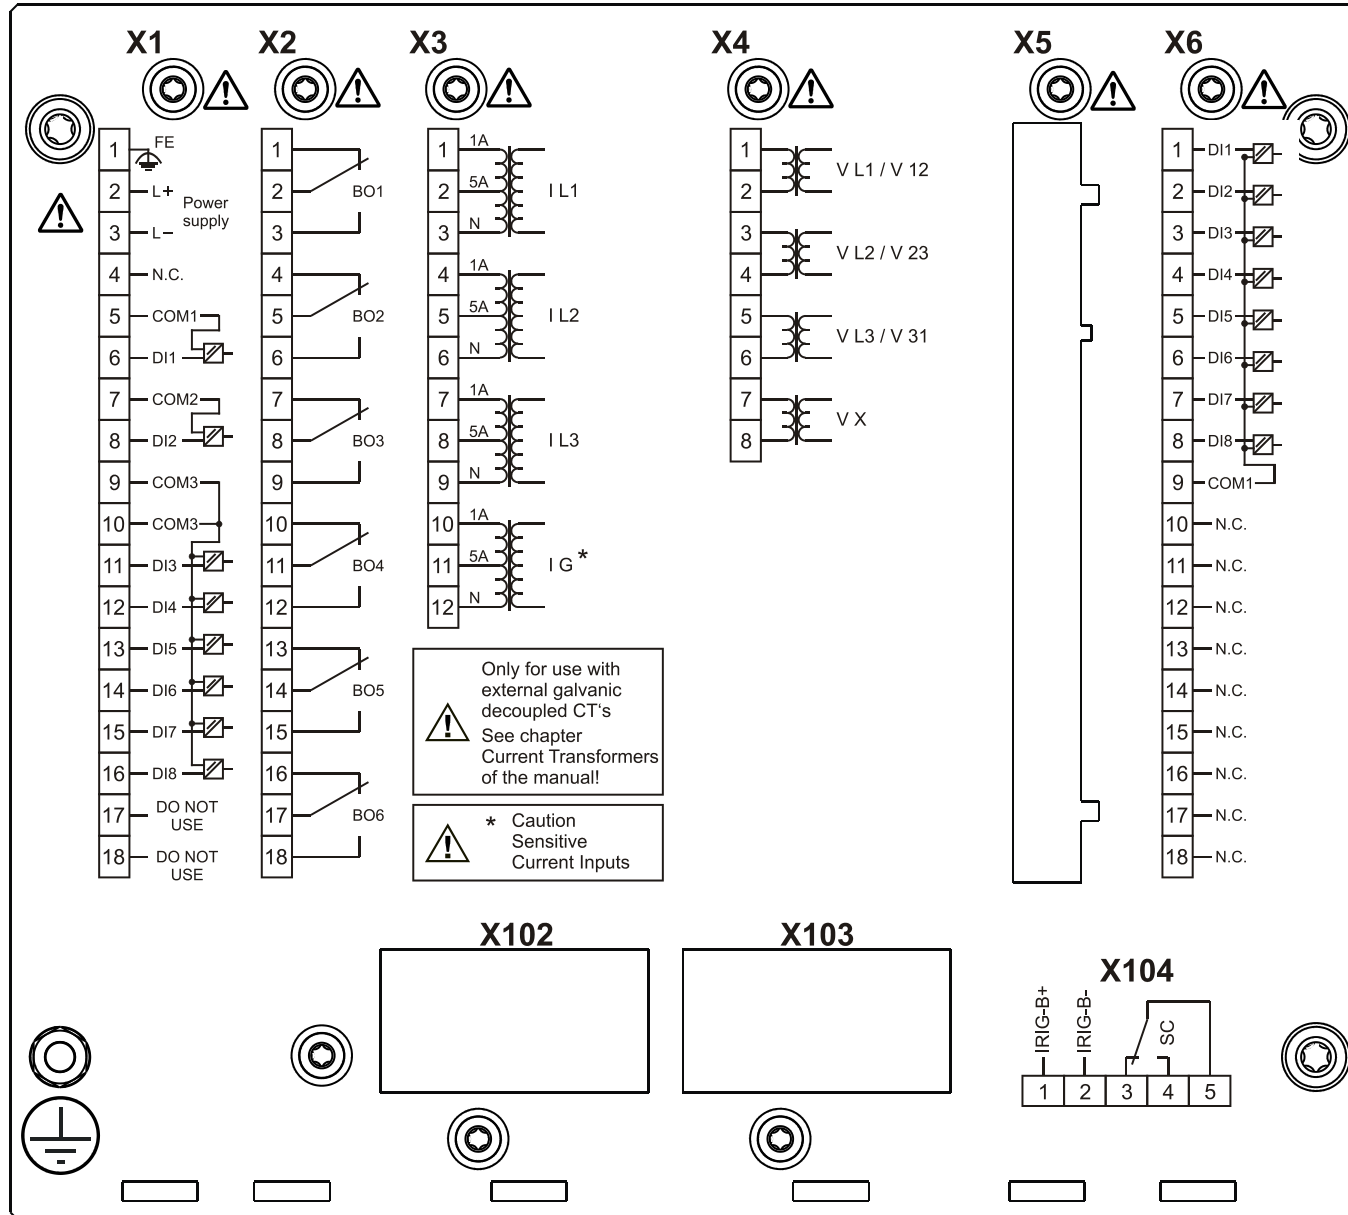 X1
X2
X3
X4
X5
X6
1 FE
2 L+
Power
supply
3 L–
4 N.C.
5 COM1
6 DI1
7 COM2
8 DI2
9 COM3
10 COM3
11 DI3
12 DI4
13 DI5
14 DI6
15 DI7
16 DI8
17 DO NOT
USE
18 DO NOT
USE
1
2 BO1
3
4
5 BO2
6
7
8 BO3
9
10
11 BO4
12
13
14 BO5
15
16
17 BO6
18
1 1A
2 5A I L1
3 N
4 1A
5 5A I L2
6 N
7 1A
8 5A I L3
9 N
10 1A
11 5A I G *
12 N
Only for use with
external galvanic
decoupled CT‘s
See chapter
Current Transformers
of the manual!
* Caution
Sensitive
Current Inputs
1
V L1 / V 12
2
3
V L2 / V 23
4
5
V L3 / V 31
6
7
V X
8
1 DI1
2 DI2
3 DI3
4 DI4
5 DI5
6 DI6
7 DI7
8 DI8
9 COM1
10 N.C.
11 N.C.
12 N.C.
13 N.C.
14 N.C.
15 N.C.
16 N.C.
17 N.C.
18 N.C.
X102
X103
X104
IRIG-B+
IRIG-B-
SC
1 2 3 4 5